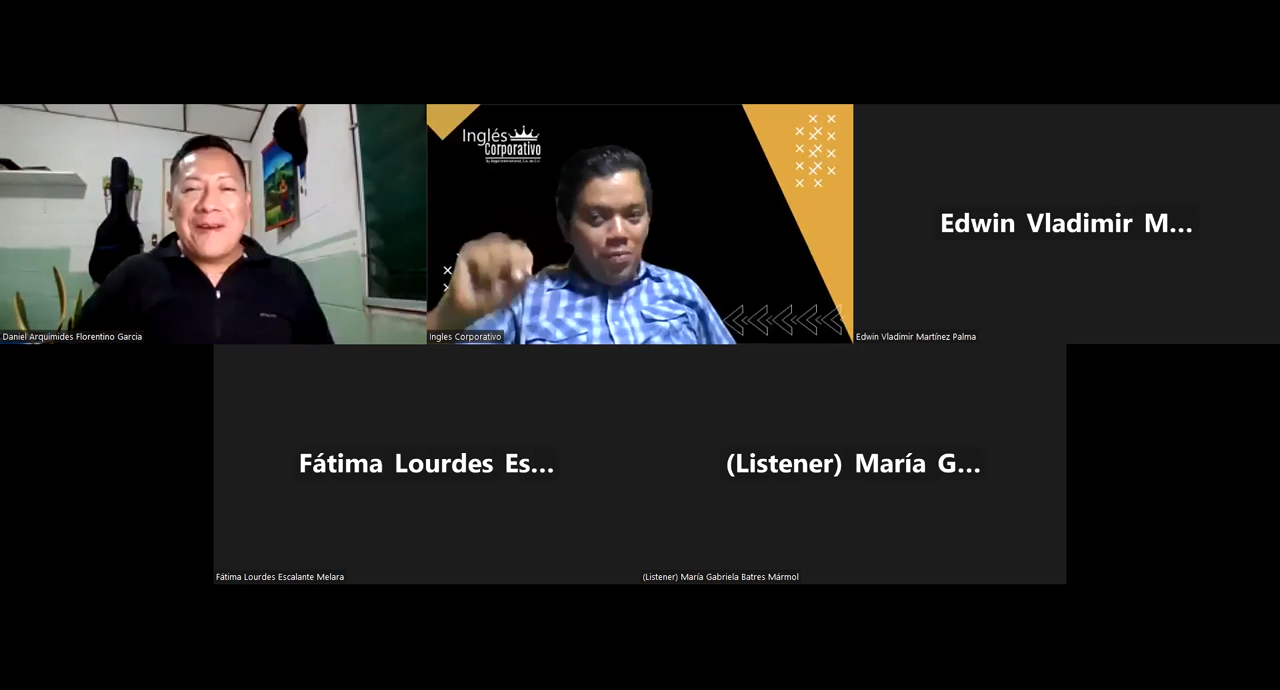 Inglés
Corporativo
Edwin Vladimir M...
Daniel Arquimides Florentino Garcia
Ingles Corporativo
Edwin Vladimir Martínez Palma
Fátima Lourdes Es...
(Listener) María G...
Fátima Lourdes Escalante Melara
(Listener) María Gabriela Batres Mármol